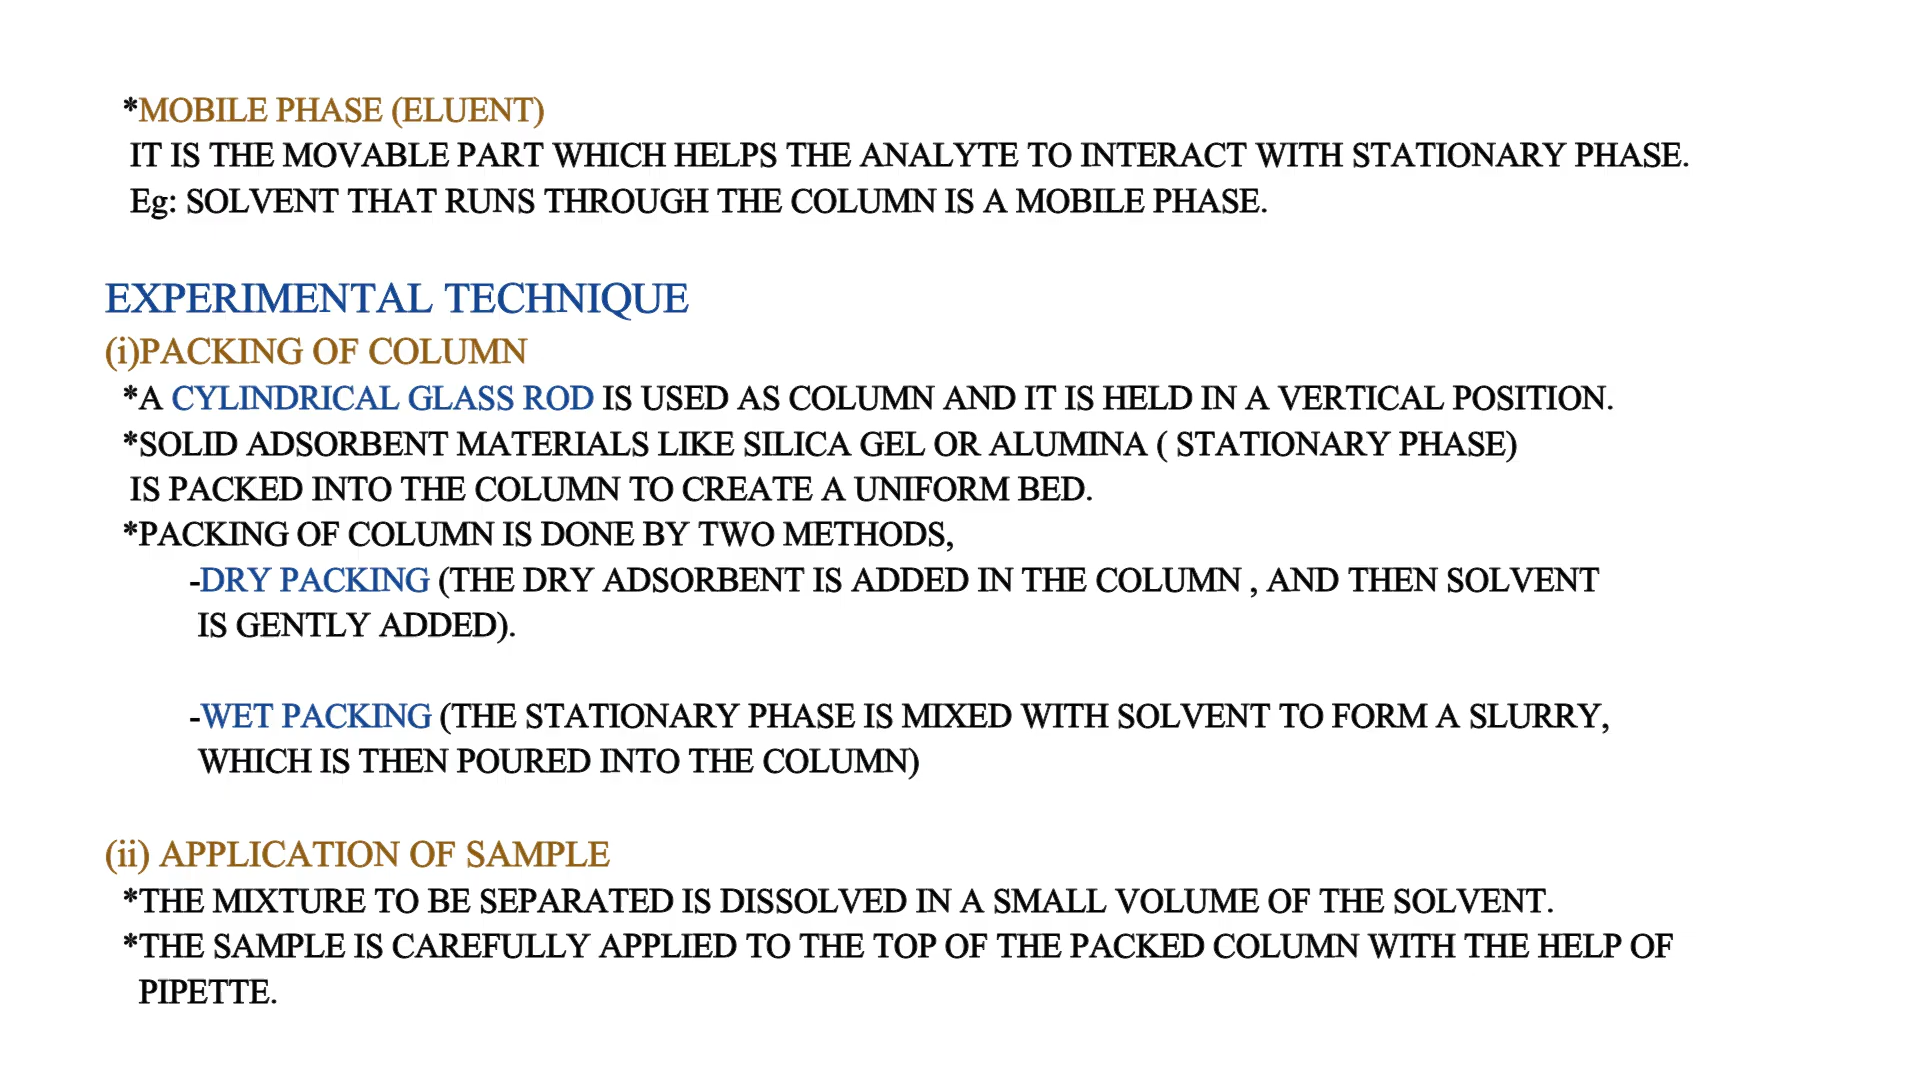 *MOBILE PHASE (ELUENT)
IT IS THE MOVABLE PART WHICH HELPS THE ANALYTE TO INTERACT WITH STATIONARY PHASE.
Eg: SOLVENT THAT RUNS THROUGH THE COLUMN IS A MOBILE PHASE.
EXPERIMENTAL TECHNIQUE
(i)PACKING OF COLUMN
*A CYLINDRICAL GLASS ROD IS USED AS COLUMN AND IT IS HELD IN A VERTICAL POSITION.
*SOLID ADSORBENT MATERIALS LIKE SILICA GEL OR ALUMINA ( STATIONARY PHASE)
IS PACKED INTO THE COLUMN TO CREATE A UNIFORM BED.
*PACKING OF COLUMN IS DONE BY TWO METHODS,
-DRY PACKING (THE DRY ADSORBENT IS ADDED IN THE COLUMN , AND THEN SOLVENT
IS GENTLY ADDED).
-WET PACKING (THE STATIONARY PHASE IS MIXED WITH SOLVENT TO FORM A SLURRY,
WHICH IS THEN POURED INTO THE COLUMN)
(ii) APPLICATION OF SAMPLE
*THE MIXTURE TO BE SEPARATED IS DISSOLVED IN A SMALL VOLUME OF THE SOLVENT.
*THE SAMPLE IS CAREFULLY APPLIED TO THE TOP OF THE PACKED COLUMN WITH THE HELP OF
PIPETTE.